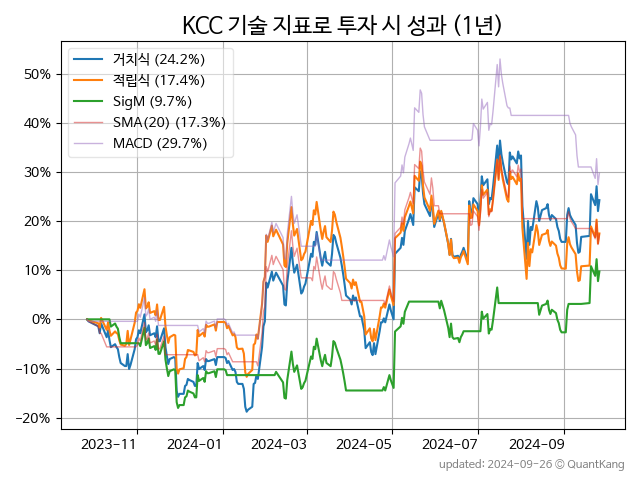 KCC 기술 지표로 투자 시 성과 (1년)
거치식 (24.2%)
적립식 (17.4%)
SigM (9.7%)
SMA(20) (17.3%)
MACD (29.7%)
50%
40%
30%
20%
10%
0%
−10%
−20%
2023-11
2024-01
2024-03
2024-05
2024-07
2024-09
updated: 2024-09-26 © QuantKang